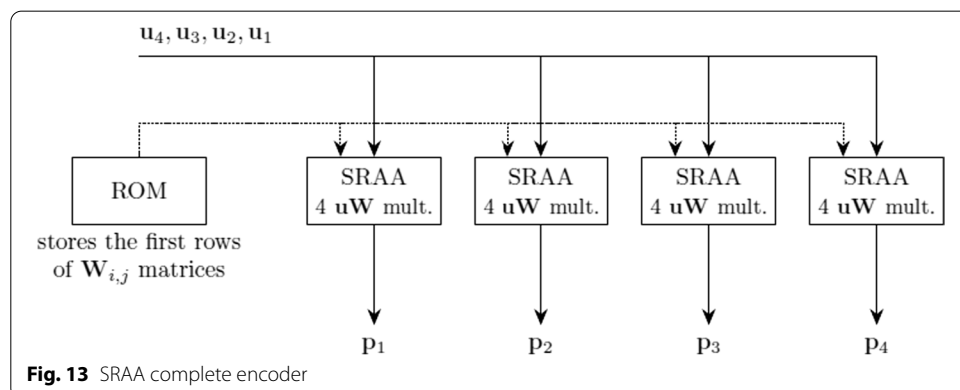 u₄, u₃, u₂, u₁
ROM
SRAA
4 uW mult.
SRAA
4 uW mult.
SRAA
4 uW mult.
SRAA
4 uW mult.
stores the first rows
of Wᵢ,ⱼ matrices
p₁
p₂
p₃
p₄
Fig. 13 SRAA complete encoder